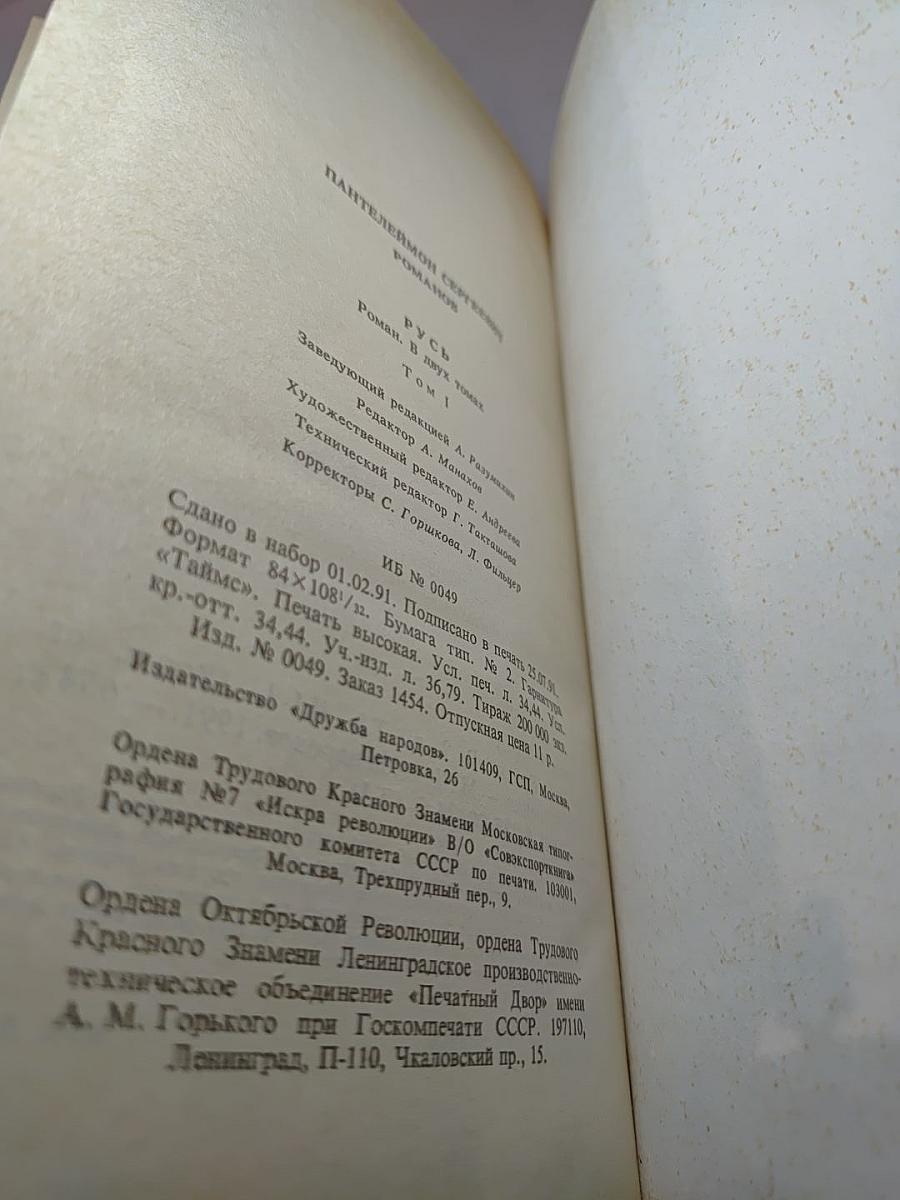 ПАНТЕЛЕЙМОН СЕРГЕЕВИЧ
РОМАНОВ
РУСЬ
Роман. В двух томах
Том I
Заведующий редакцией А. Разумихин
Редактор А. Манахов
Художественный редактор Е. Андреева
Технический редактор Г. Такташова
Корректоры С. Горшкова, Л. Фильцер
ИБ № 0049
Сдано в набор 01.02.91. Подписано в печать 25.07.91.
Формат 84×108¹/₃₂. Бумага тип. № 2. Гарнитура
«Таймс». Печать высокая. Усл. печ. л. 34,44. Усл.
кр.-отт. 34,44. Уч.-изд. л. 36,79. Тираж 200 000 экз.
Изд. № 0049. Заказ 1454. Отпускная цена 11 р.
Издательство «Дружба народов». 101409, ГСП, Москва,
Петровка, 26
Ордена Трудового Красного Знамени Московская типог-
рафия №7 «Искра революции» В/О «Совэкспорткнига»
Государственного комитета СССР по печати. 103001,
Москва, Трехпрудный пер., 9.
Ордена Октябрьской Революции, ордена Трудового
Красного Знамени Ленинградское производственно-
техническое объединение «Печатный Двор» имени
А. М. Горького при Госкомпечати СССР. 197110,
Ленинград, П-110, Чкаловский пр., 15.